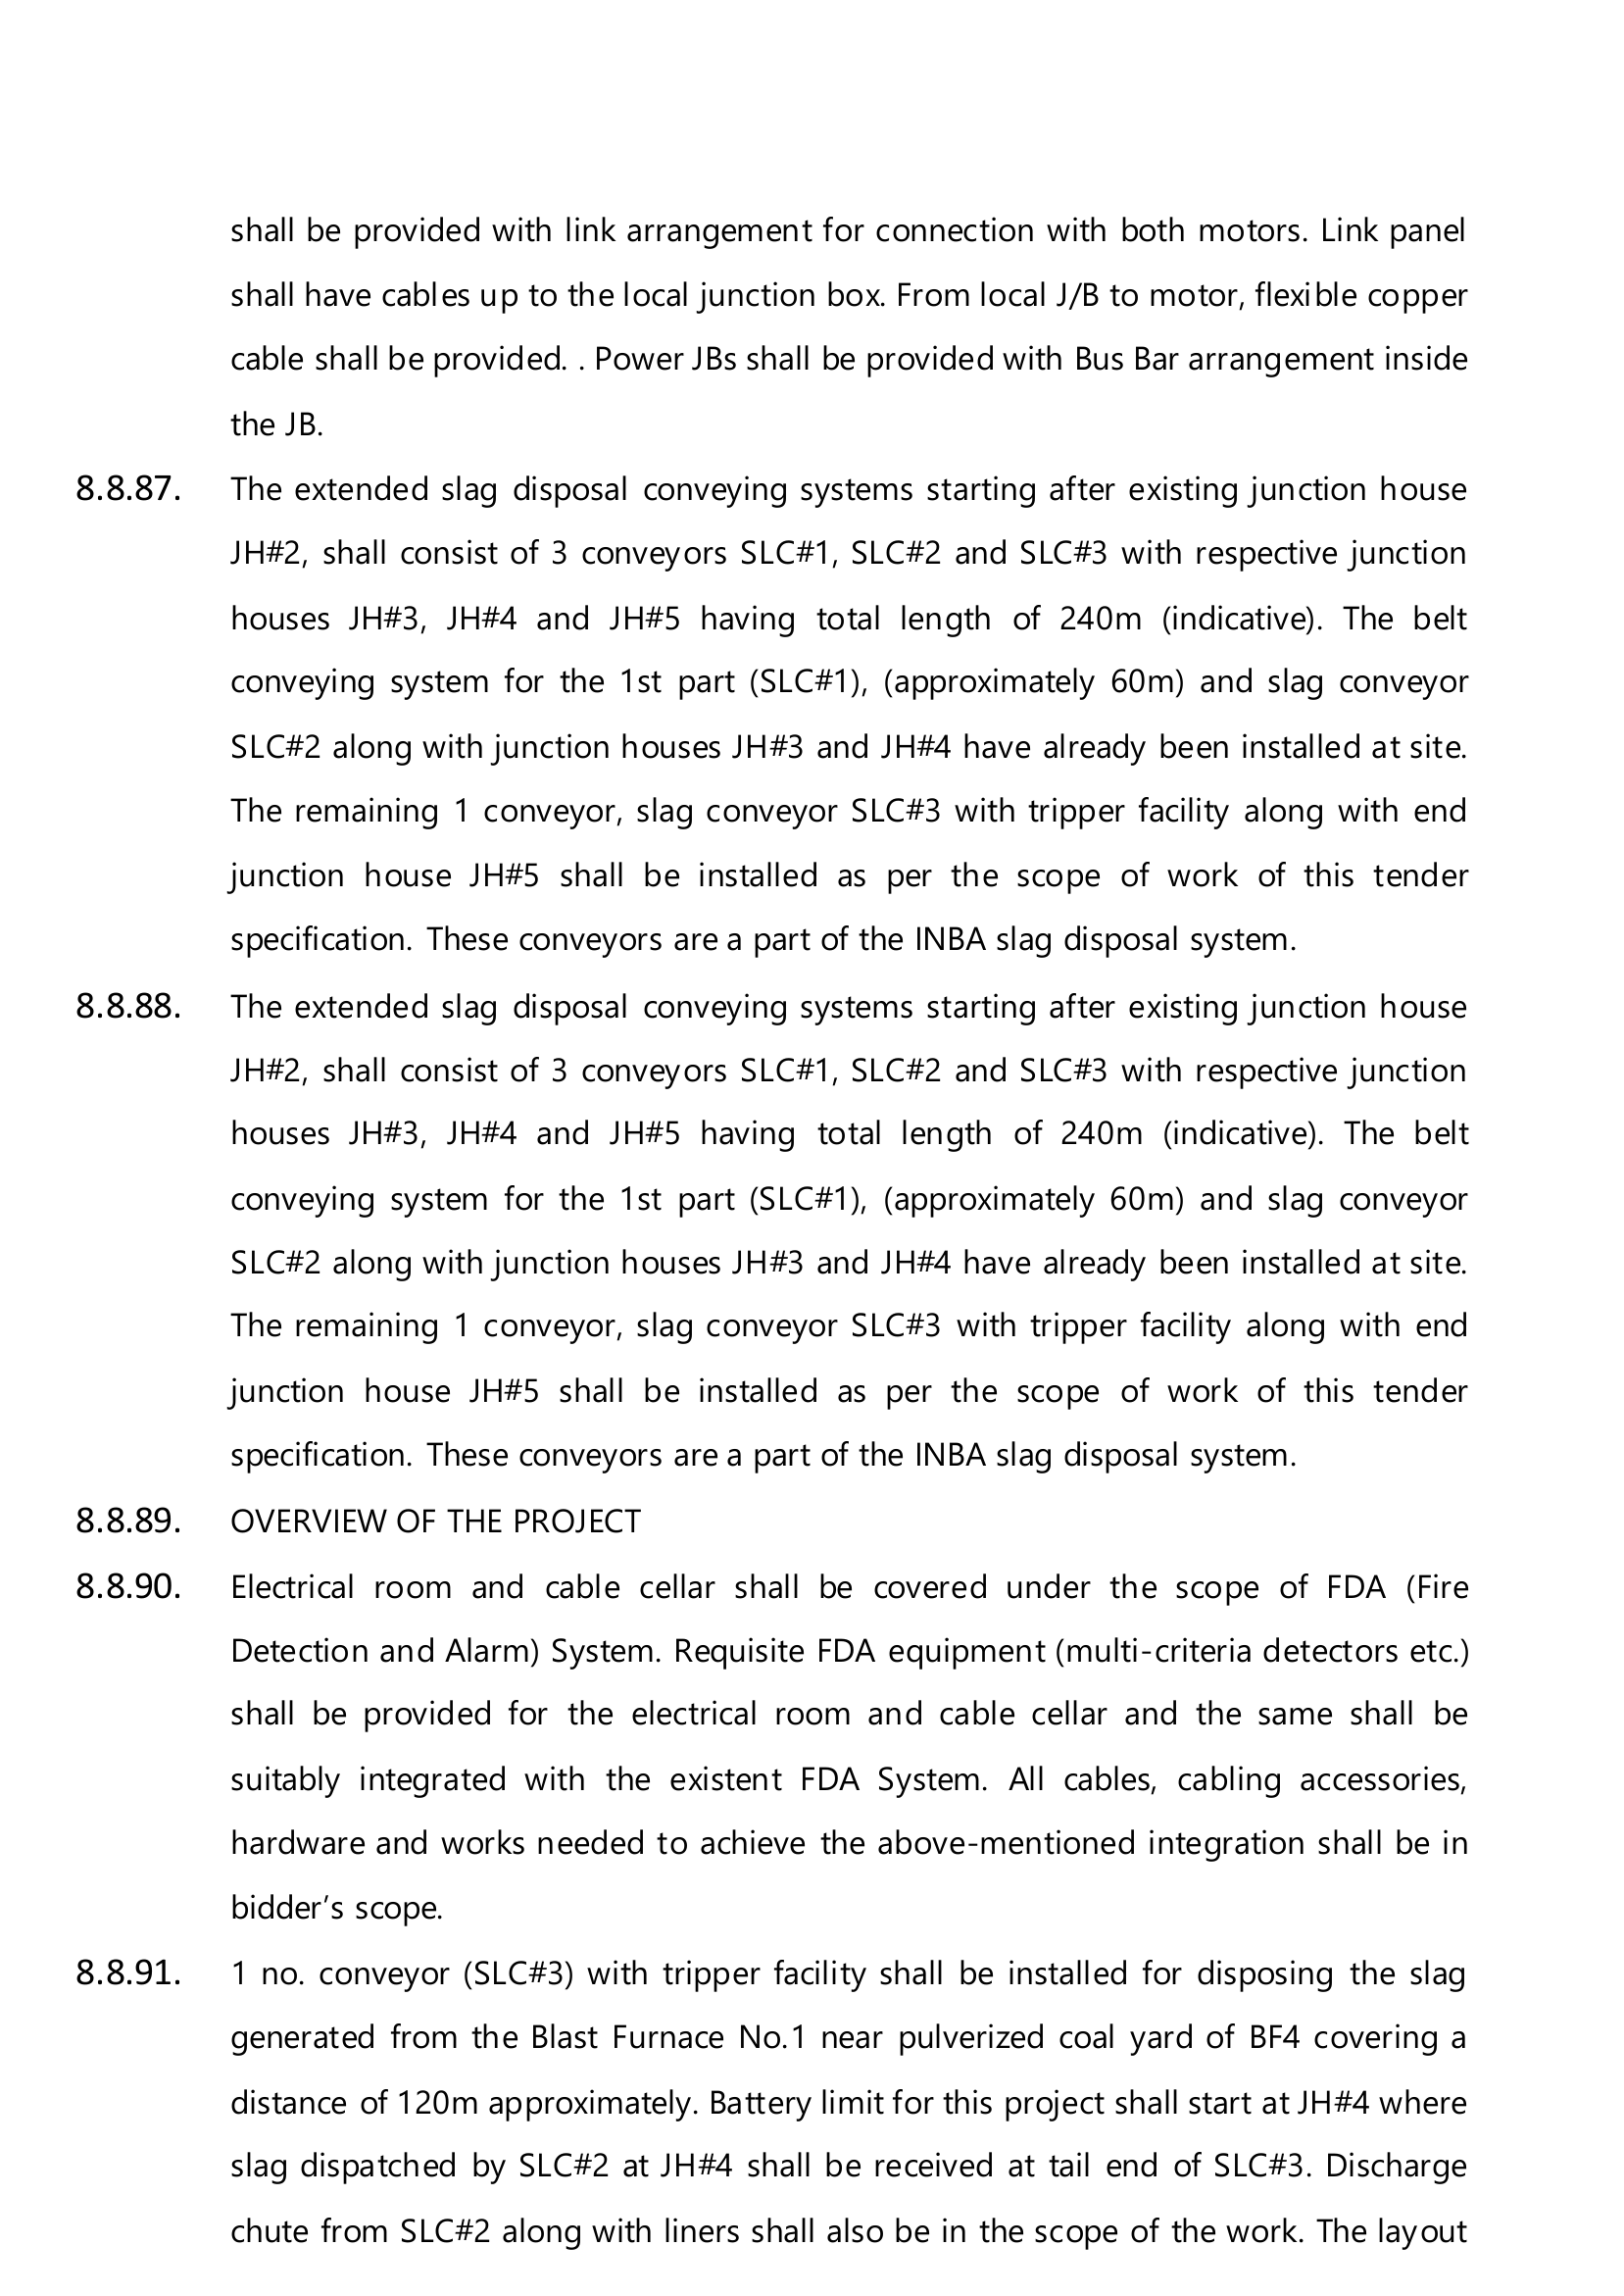 shall be provided with link arrangement for connection with both motors. Link panel
shall have cables up to the local junction box. From local J/B to motor, flexible copper
cable shall be provided. . Power JBs shall be provided with Bus Bar arrangement inside
the JB.
8.8.87. The extended slag disposal conveying systems starting after existing junction house
JH#2, shall consist of 3 conveyors SLC#1, SLC#2 and SLC#3 with respective junction
houses JH#3, JH#4 and JH#5 having total length of 240m (indicative). The belt
conveying system for the 1st part (SLC#1), (approximately 60m) and slag conveyor
SLC#2 along with junction houses JH#3 and JH#4 have already been installed at site.
The remaining 1 conveyor, slag conveyor SLC#3 with tripper facility along with end
junction house JH#5 shall be installed as per the scope of work of this tender
specification. These conveyors are a part of the INBA slag disposal system.
8.8.88. The extended slag disposal conveying systems starting after existing junction house
JH#2, shall consist of 3 conveyors SLC#1, SLC#2 and SLC#3 with respective junction
houses JH#3, JH#4 and JH#5 having total length of 240m (indicative). The belt
conveying system for the 1st part (SLC#1), (approximately 60m) and slag conveyor
SLC#2 along with junction houses JH#3 and JH#4 have already been installed at site.
The remaining 1 conveyor, slag conveyor SLC#3 with tripper facility along with end
junction house JH#5 shall be installed as per the scope of work of this tender
specification. These conveyors are a part of the INBA slag disposal system.
8.8.89. OVERVIEW OF THE PROJECT
8.8.90. Electrical room and cable cellar shall be covered under the scope of FDA (Fire
Detection and Alarm) System. Requisite FDA equipment (multi-criteria detectors etc.)
shall be provided for the electrical room and cable cellar and the same shall be
suitably integrated with the existent FDA System. All cables, cabling accessories,
hardware and works needed to achieve the above-mentioned integration shall be in
bidder’s scope.
8.8.91. 1 no. conveyor (SLC#3) with tripper facility shall be installed for disposing the slag
generated from the Blast Furnace No.1 near pulverized coal yard of BF4 covering a
distance of 120m approximately. Battery limit for this project shall start at JH#4 where
slag dispatched by SLC#2 at JH#4 shall be received at tail end of SLC#3. Discharge
chute from SLC#2 along with liners shall also be in the scope of the work. The layout